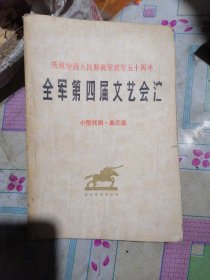 庆祝中国人民解放军建军五十周年
全军第四届文艺会汇
小型戏剧·曲艺选